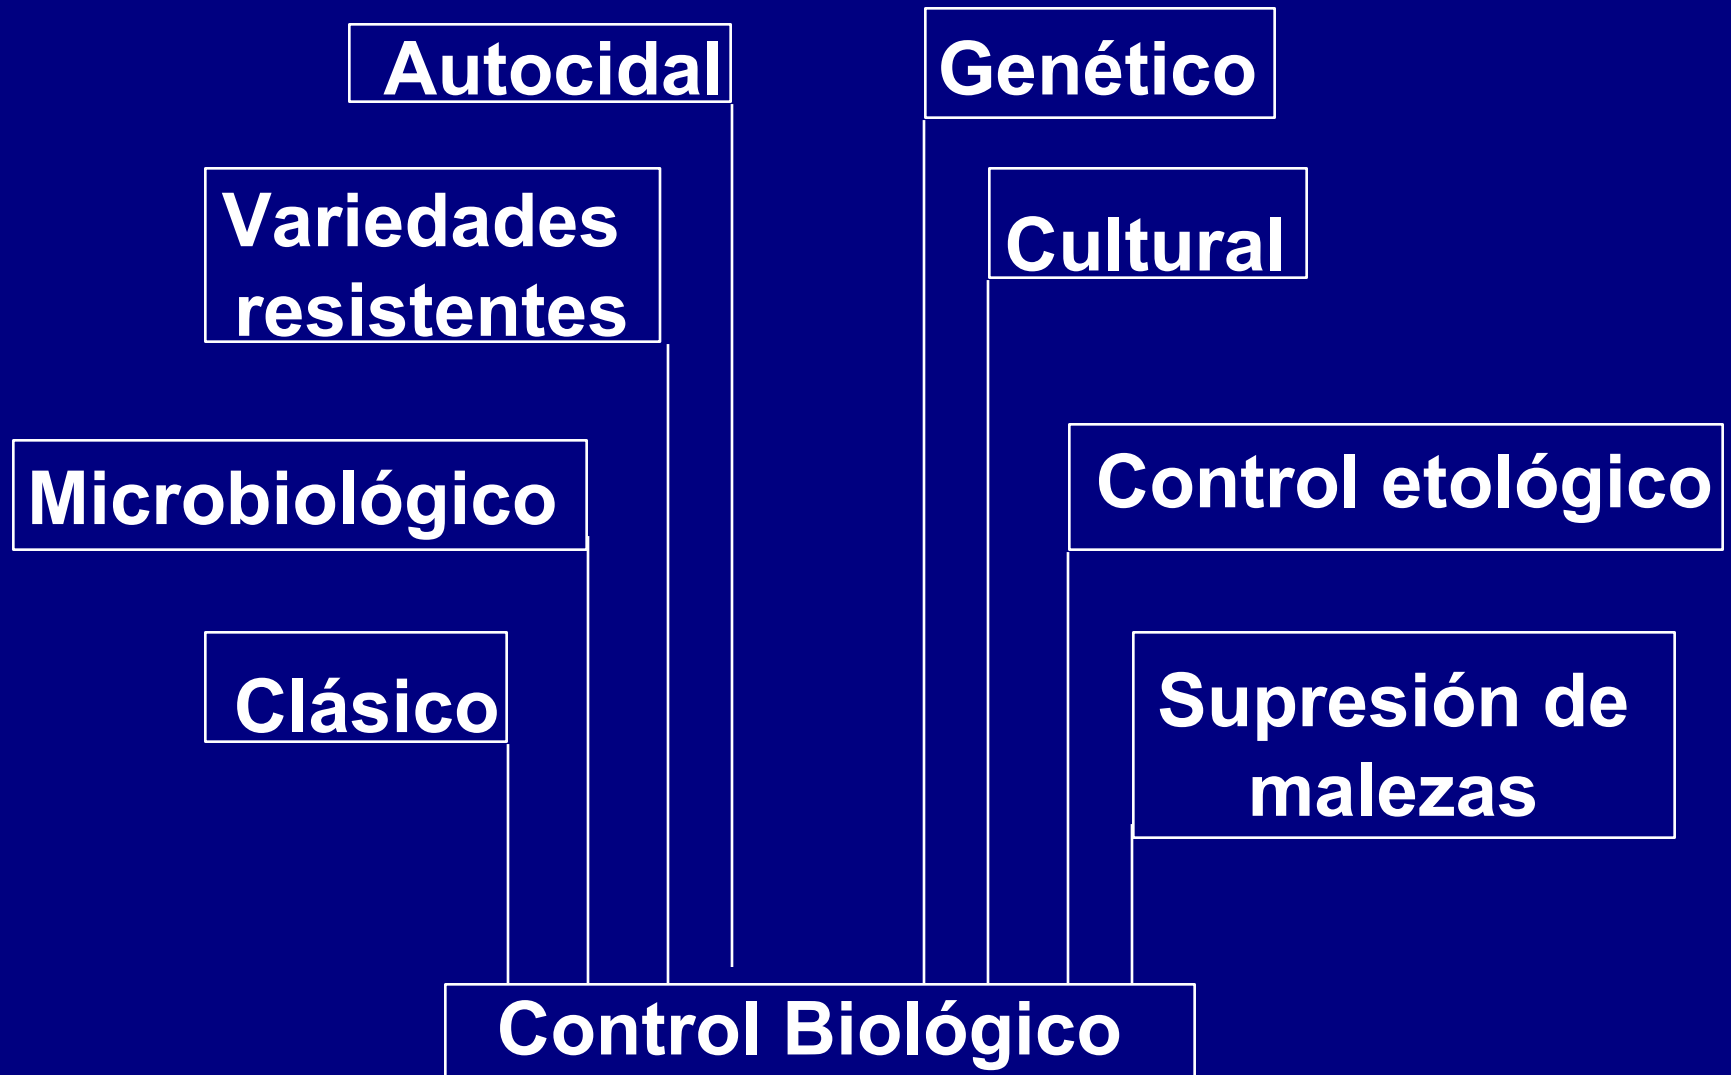 Autocidal
Genético
Variedades
resistentes
Cultural
Microbiológico
Control etológico
Clásico
Supresión de
malezas
Control Biológico